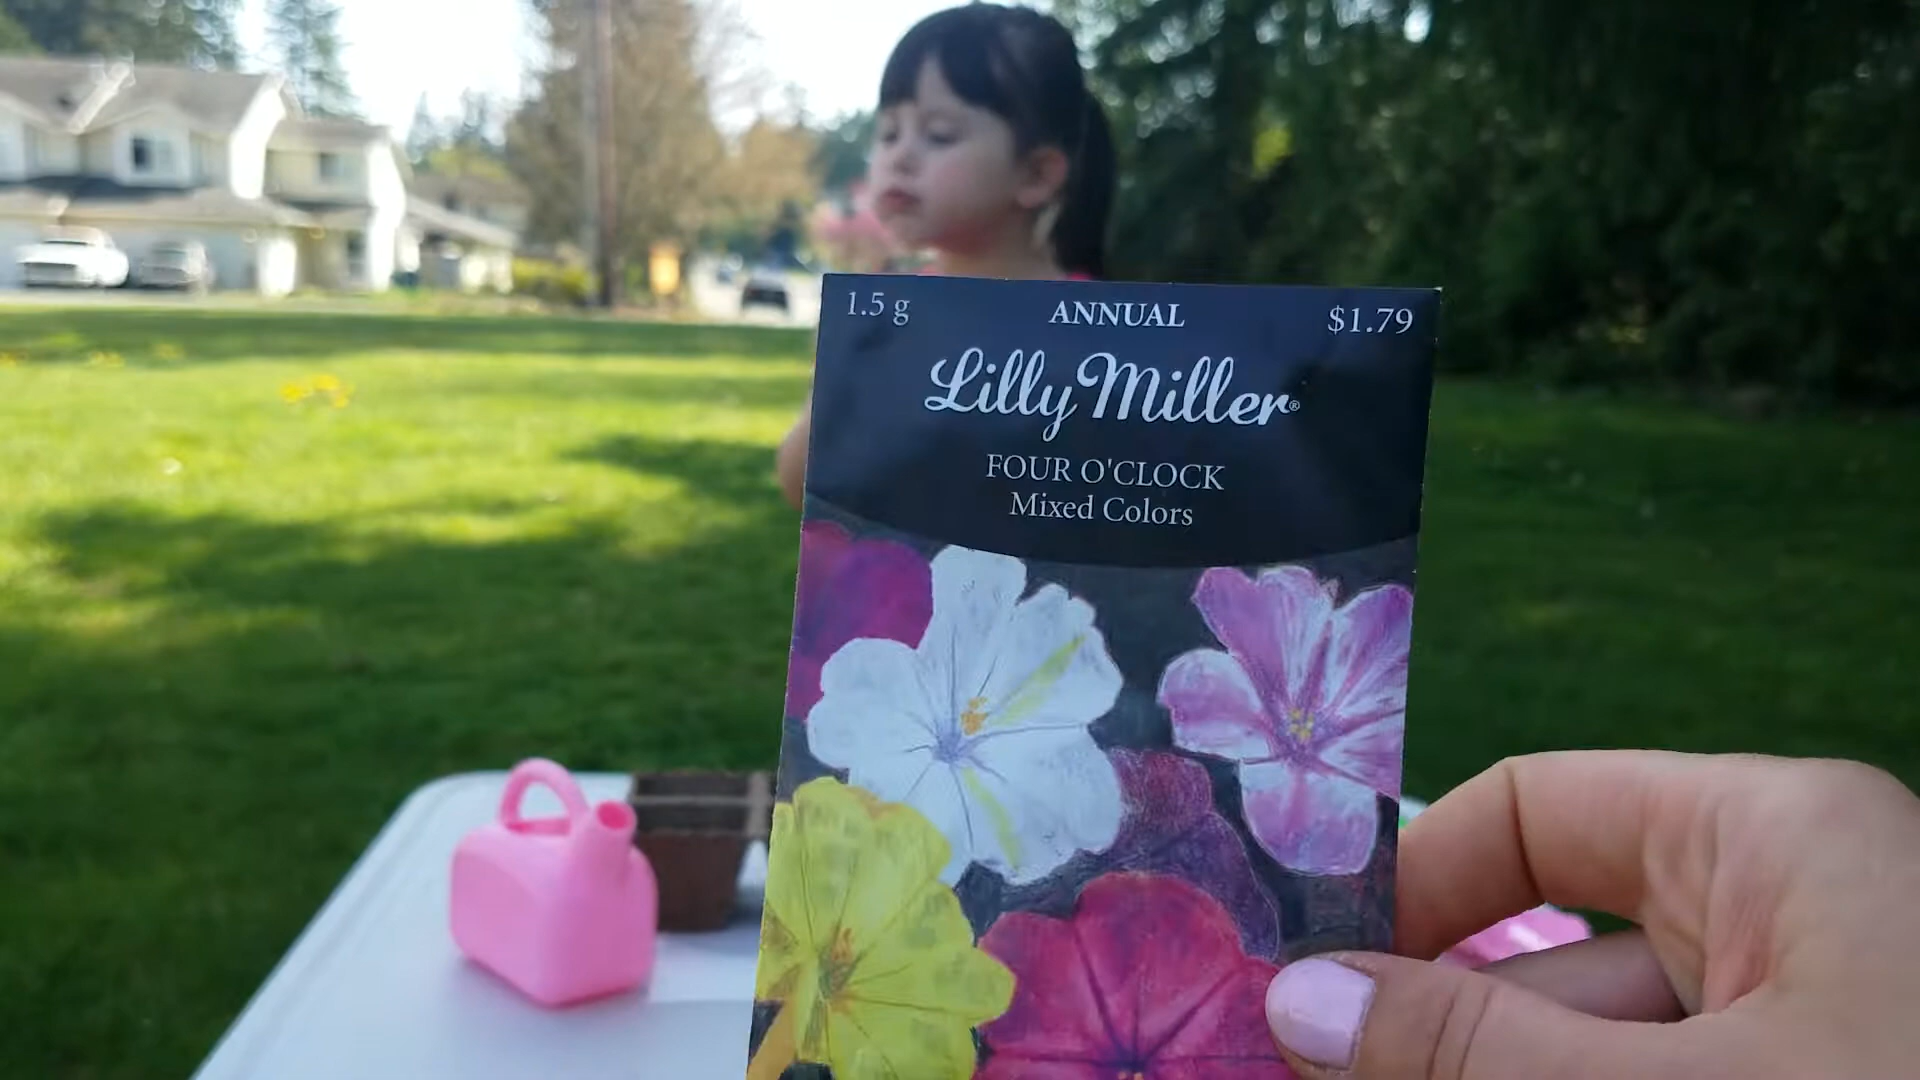 1.5 g ANNUAL $1.79
Lilly Miller®
FOUR O'CLOCK
Mixed Colors